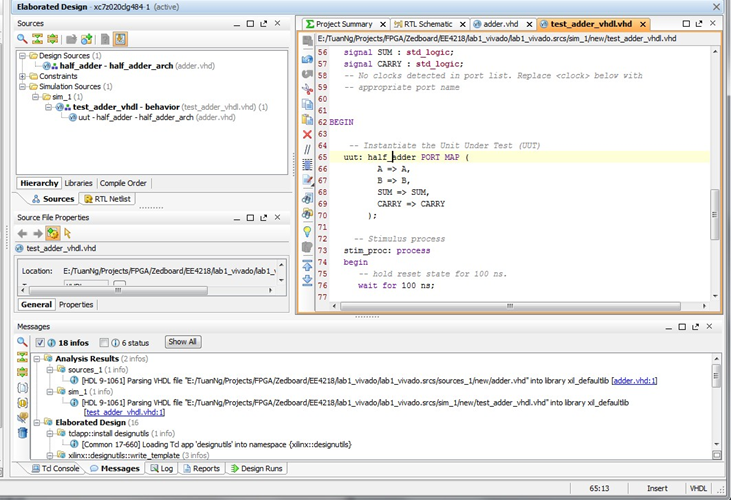 Elaborated Design - xc7z020clg484-1 (active)
Sources
Design Sources (1)
half_adder - half_adder_arch (adder.vhd)
Constraints
Simulation Sources (1)
sim_1 (1)
test_adder_vhdl - behavior (test_adder_vhdl.vhd) (1)
uut - half_adder - half_adder_arch (adder.vhd)
Hierarchy Libraries Compile Order
Sources RTL Netlist
Source File Properties
test_adder_vhdl.vhd
Location: E:/TuanNg/Projects/FPGA/Zedboard/EE4218/lab1_vivado/lab1_v
General Properties
Project Summary RTL Schematic adder.vhd test_adder_vhdl.vhd
E:/TuanNg/Projects/FPGA/Zedboard/EE4218/lab1_vivado/lab1_vivado.srcs/sim_1/new/test_adder_vhdl.vhd
56 signal SUM : std_logic;
57 signal CARRY : std_logic;
58 -- No clocks detected in port list. Replace <clock> below with
59 -- appropriate port name
60
61
62 BEGIN
63
64 -- Instantiate the Unit Under Test (UUT)
65 uut: half_adder PORT MAP (
66 A => A,
67 B => B,
68 SUM => SUM,
69 CARRY => CARRY
70 );
71
72 -- Stimulus process
73 stim_proc: process
74 begin
75 -- hold reset state for 100 ns.
76 wait for 100 ns;
77
Messages
18 infos 6 status Show All
Analysis Results (2 infos)
sources_1 (1 info)
[HDL 9-1061] Parsing VHDL file "E:/TuanNg/Projects/FPGA/Zedboard/EE4218/lab1_vivado/lab1_vivado.srcs/sources_1/new/adder.vhd" into library xil_defaultlib [adder.vhd:1]
sim_1 (1 info)
[HDL 9-1061] Parsing VHDL file "E:/TuanNg/Projects/FPGA/Zedboard/EE4218/lab1_vivado/lab1_vivado.srcs/sim_1/new/test_adder_vhdl.vhd" into library xil_defaultlib
[test_adder_vhdl.vhd:1]
Elaborated Design (16
tclapp::install designutils (1 info)
[Common 17-660] Loading Tcl app 'designutils' into namespace {xilinx::designutils}
xilinx::designutils::write_template (3 infos)
Tcl Console Messages Log Reports Design Runs
65:13 Insert VHDL